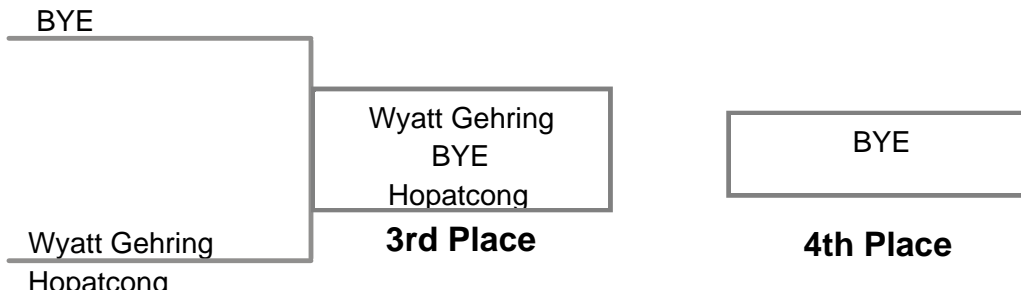 BYE
Wyatt Gehring
BYE
Hopatcong
3rd Place
BYE
4th Place
Wyatt Gehring
Hopatcong